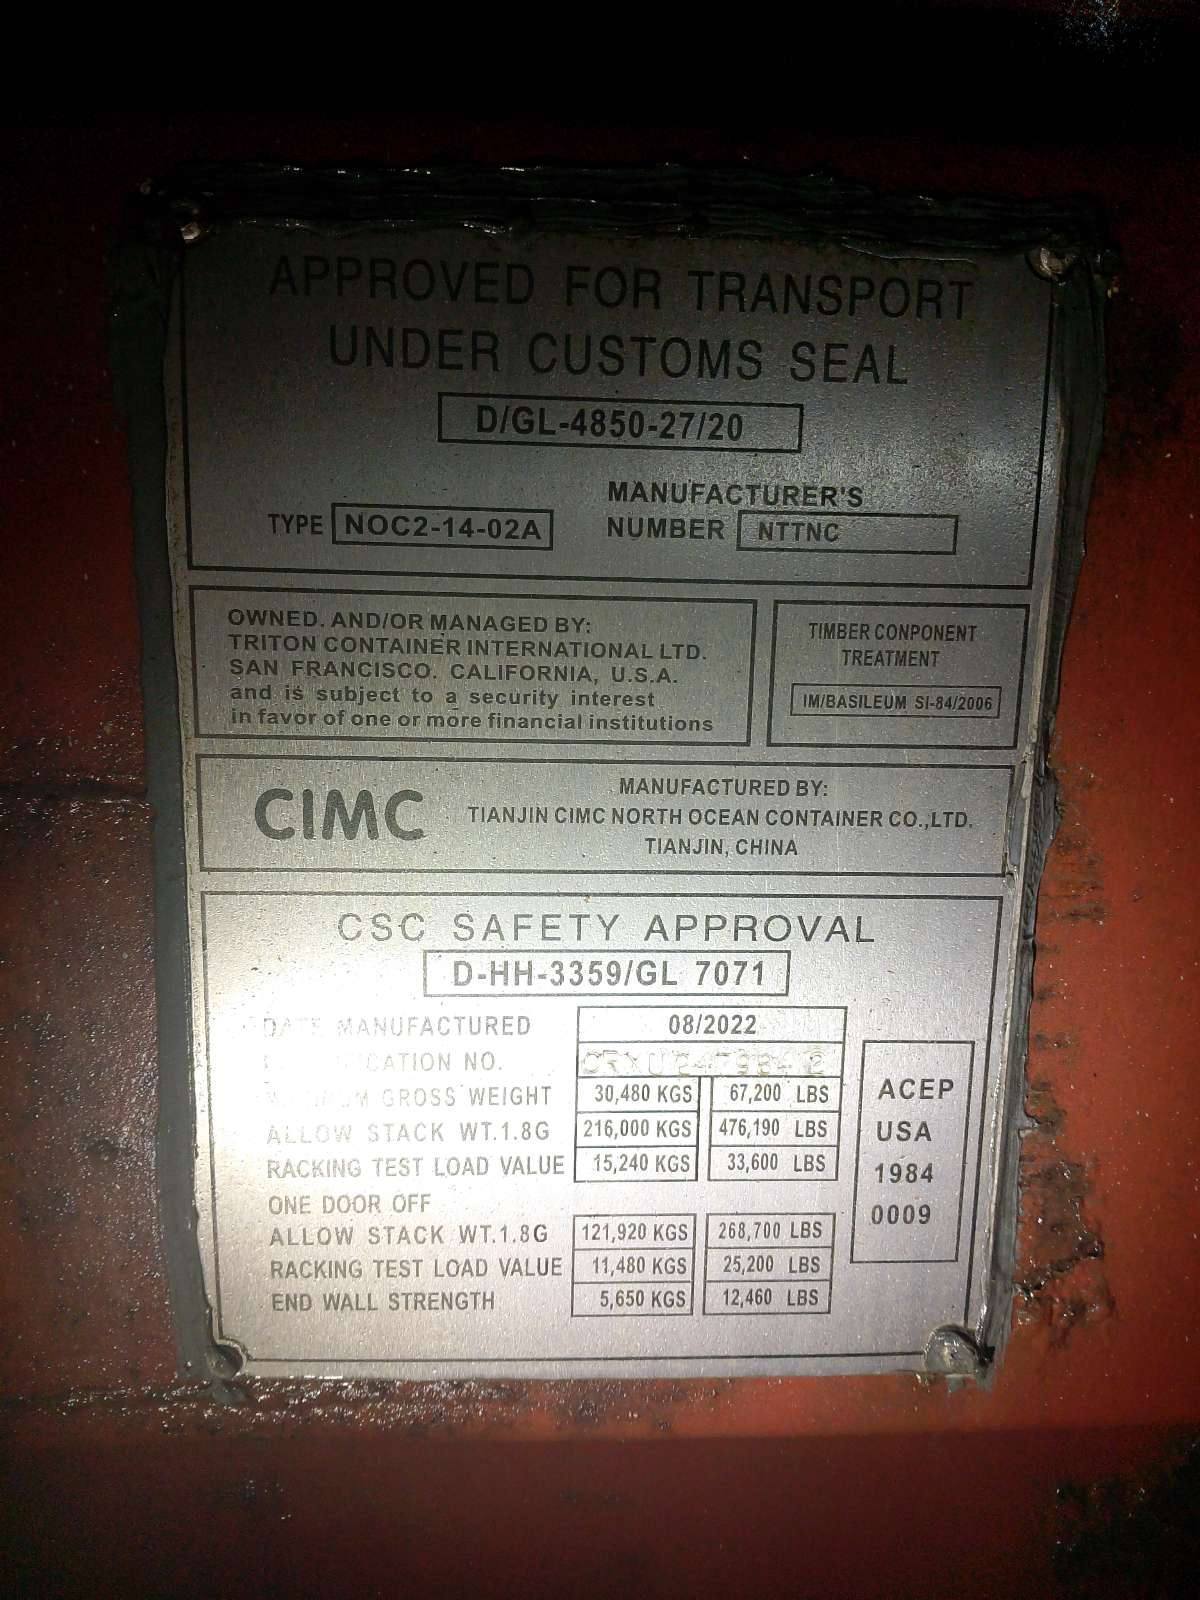 APPROVED FOR TRANSPORT
UNDER CUSTOMS SEAL
D/GL-4850-27/20
TYPE NOC2-14-02A
MANUFACTURER'S
NUMBER NTTNC
OWNED. AND/OR MANAGED BY:
TRITON CONTAINER INTERNATIONAL LTD.
SAN FRANCISCO. CALIFORNIA, U.S.A.
and is subject to a security interest
in favor of one or more financial institutions
TIMBER CONPONENT
TREATMENT
IM/BASILEUM SI-84/2006
CIMC
MANUFACTURED BY:
TIANJIN CIMC NORTH OCEAN CONTAINER CO.,LTD.
TIANJIN, CHINA
CSC SAFETY APPROVAL
D-HH-3359/GL 7071
DATE MANUFACTURED 08/2022
NO.
GROSS WEIGHT 30,480 KGS 67,200 LBS
ALLOW STACK WT.1.8G 216,000 KGS 476,190 LBS
RACKING TEST LOAD VALUE 15,240 KGS 33,600 LBS
ONE DOOR OFF
ALLOW STACK WT.1.8G 121,920 KGS 268,700 LBS
RACKING TEST LOAD VALUE 11,480 KGS 25,200 LBS
END WALL STRENGTH 5,650 KGS 12,460 LBS
ACEP
USA
1984
0009